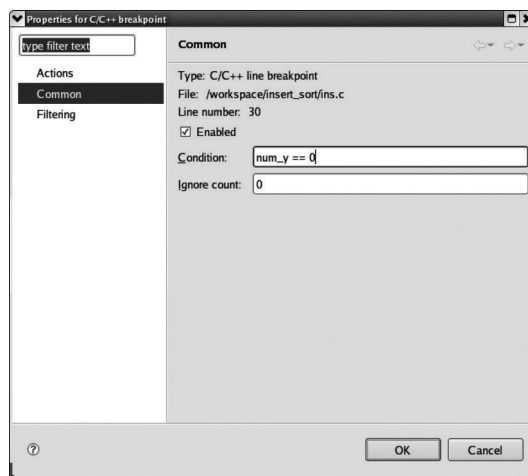 Properties for C/C++ breakpoint
type filter text
Actions
Common
Filtering
Common
Type: C/C++ line breakpoint
File: /workspace/insert_sort/ins.c
Line number: 30
Enabled
Condition: num_y == 0
Ignore count: 0
?
OK Cancel